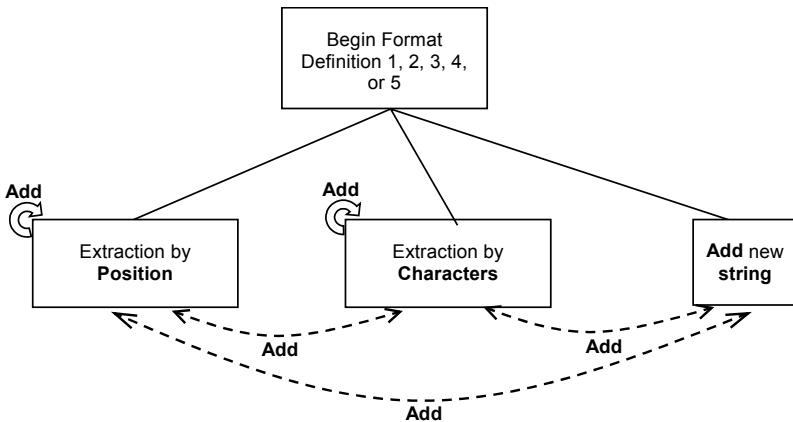 Begin Format
Definition 1, 2, 3, 4,
or 5
Add
Add
Extraction by
Position
Extraction by
Characters
Add new
string
Add
Add
Add